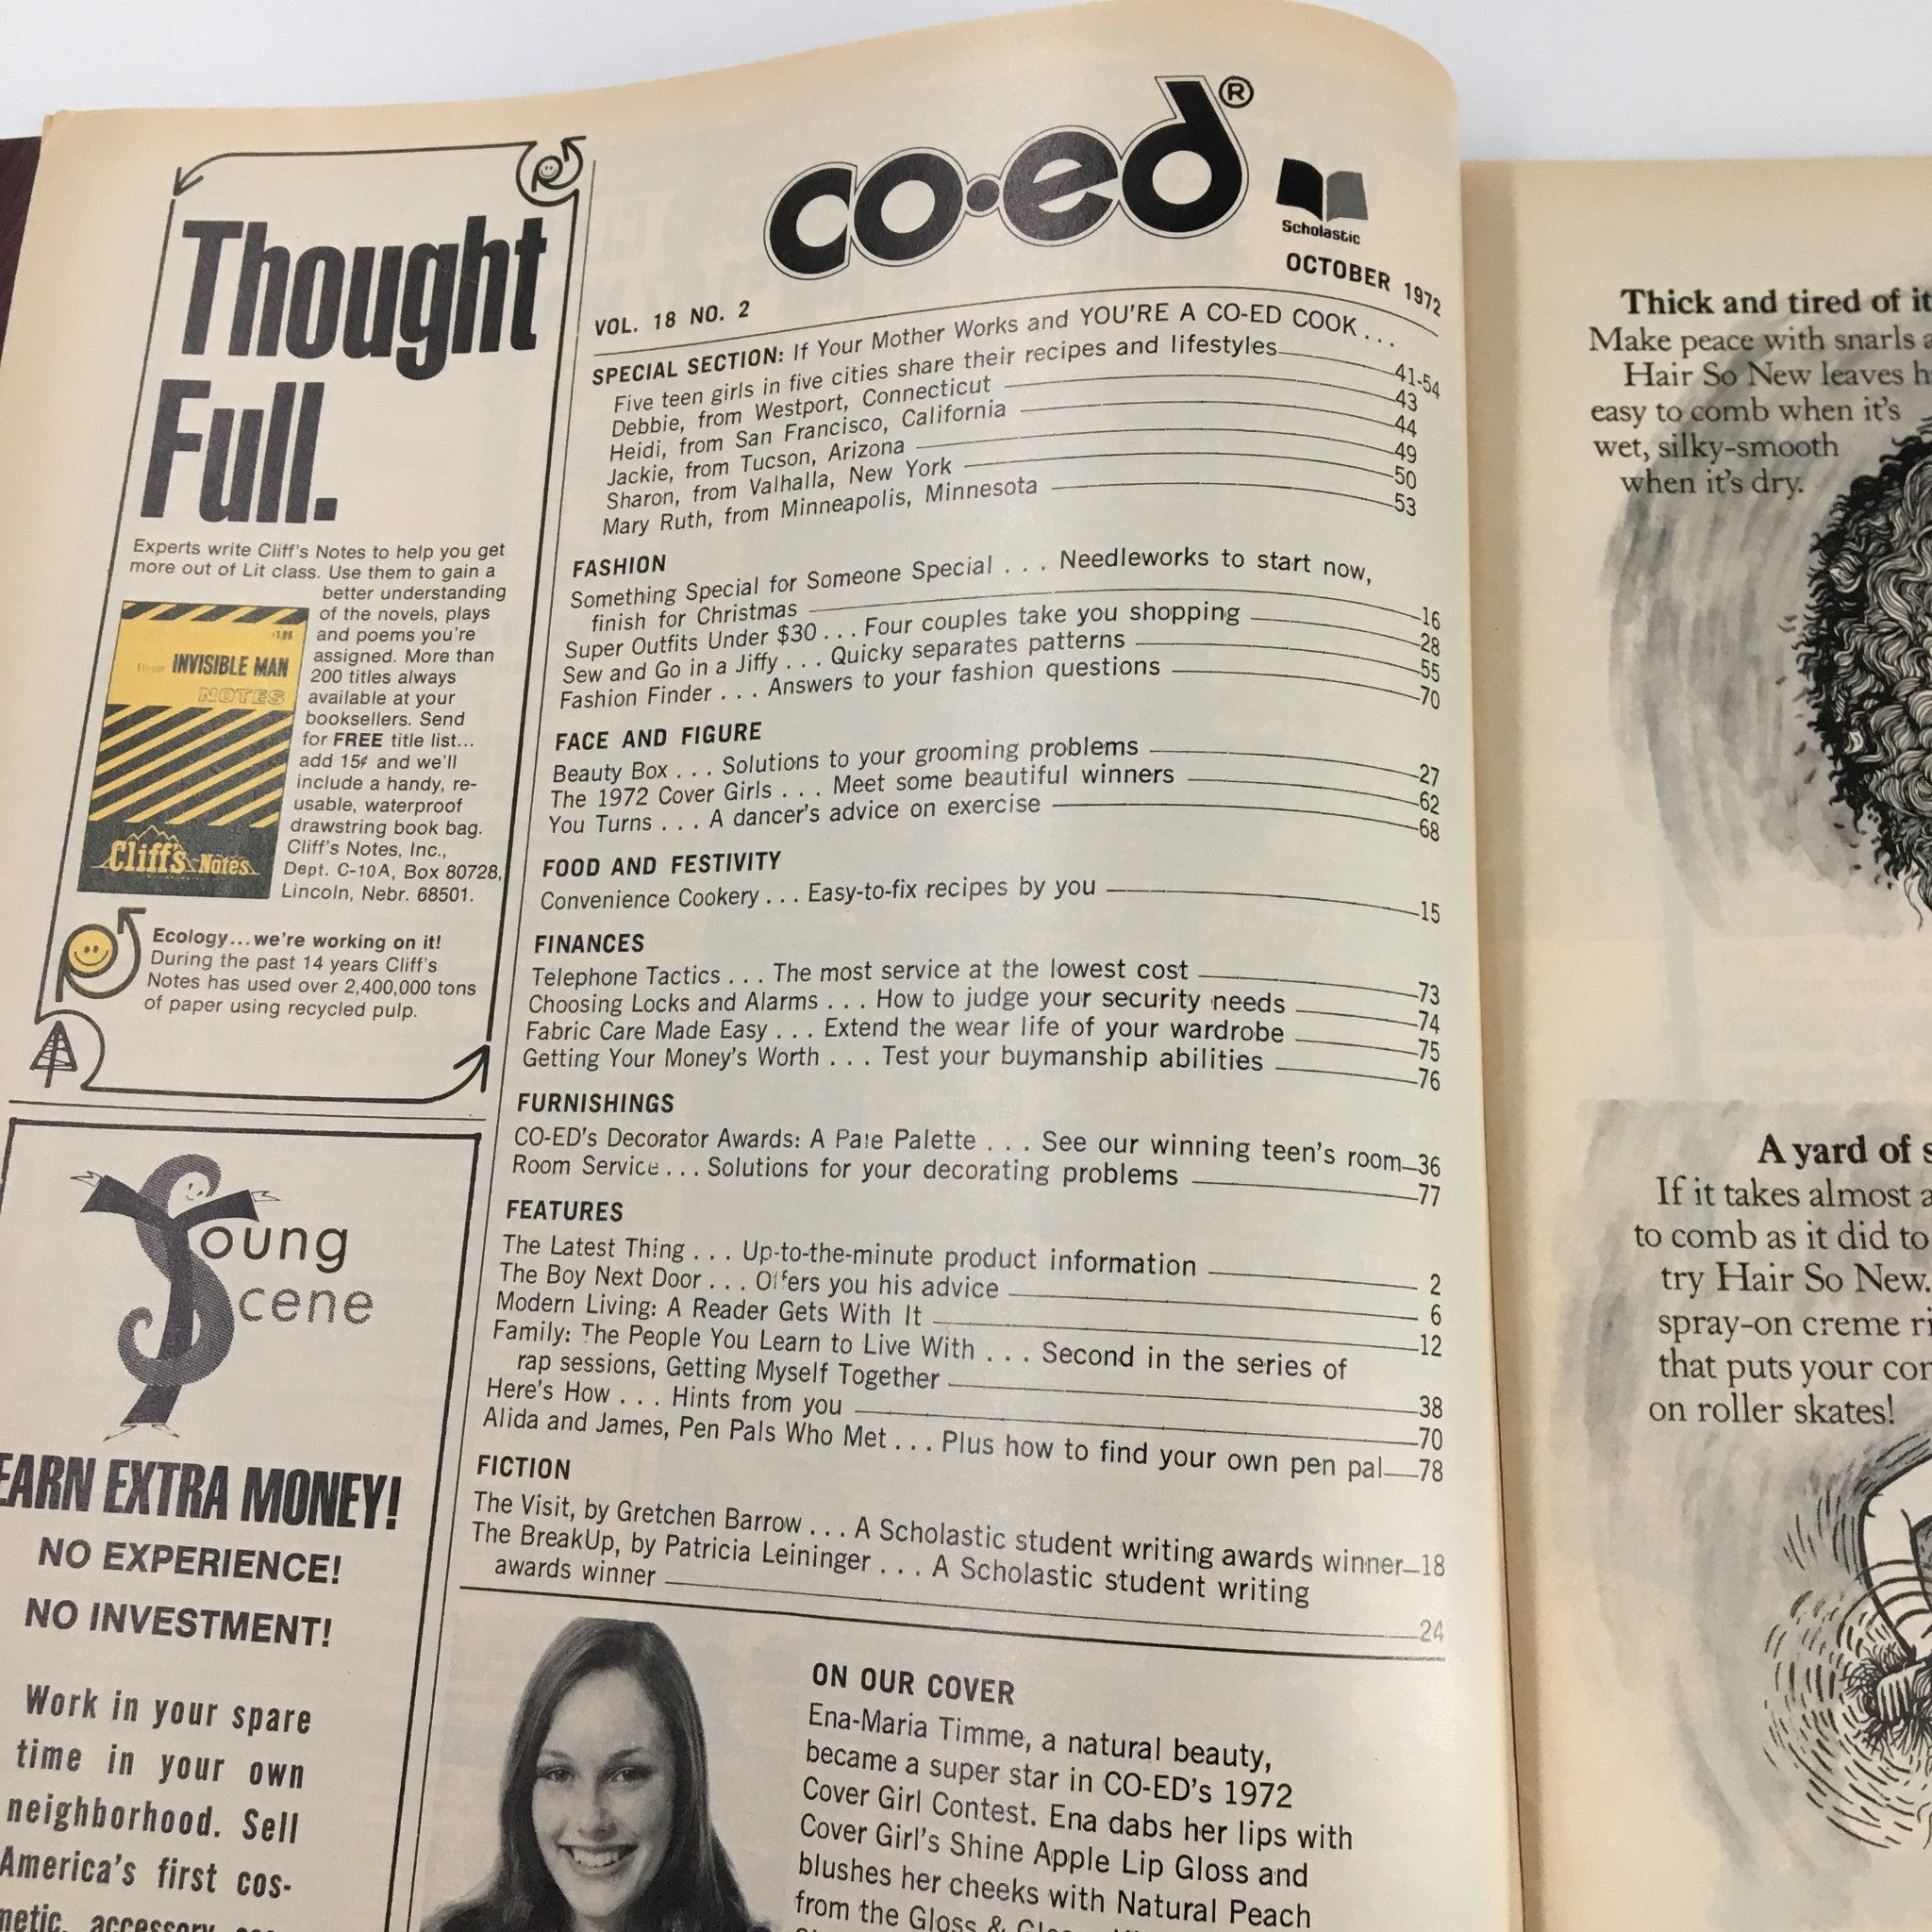 Thought
Full.
Experts write Cliff's Notes to help you get
more out of Lit class. Use them to gain a
better understanding
of the novels, plays
and poems you're
assigned. More than
200 titles always
available at your
booksellers. Send
for FREE title list...
add 15¢ and we'll
include a handy, re-
usable, waterproof
drawstring book bag.
Cliff's Notes, Inc.,
Dept. C-10A, Box 80728,
Lincoln, Nebr. 68501.
INVISIBLE MAN
NOTES
Cliff's Notes
Ecology...we're working on it!
During the past 14 years Cliff's
Notes has used over 2,400,000 tons
of paper using recycled pulp.
Young
Scene
EARN EXTRA MONEY!
NO EXPERIENCE!
NO INVESTMENT!
Work in your spare
time in your own
neighborhood. Sell
America's first cos-
metic, accessory
co•ed®
Scholastic
OCTOBER 1972
VOL. 18 NO. 2
SPECIAL SECTION: If Your Mother Works and YOU'RE A CO-ED COOK . . .
Five teen girls in five cities share their recipes and lifestyles 41-54
Debbie, from Westport, Connecticut 43
Heidi, from San Francisco, California 44
Jackie, from Tucson, Arizona 49
Sharon, from Valhalla, New York 50
Mary Ruth, from Minneapolis, Minnesota 53
FASHION
Something Special for Someone Special . . . Needleworks to start now,
finish for Christmas 16
Super Outfits Under $30 . . . Four couples take you shopping 28
Sew and Go in a Jiffy . . . Quicky separates patterns 55
Fashion Finder . . . Answers to your fashion questions 70
FACE AND FIGURE
Beauty Box . . . Solutions to your grooming problems 27
The 1972 Cover Girls . . . Meet some beautiful winners 62
You Turns . . . A dancer's advice on exercise 68
FOOD AND FESTIVITY
Convenience Cookery . . . Easy-to-fix recipes by you 15
FINANCES
Telephone Tactics . . . The most service at the lowest cost 73
Choosing Locks and Alarms . . . How to judge your security needs 74
Fabric Care Made Easy . . . Extend the wear life of your wardrobe 75
Getting Your Money's Worth . . . Test your buymanship abilities 76
FURNISHINGS
CO-ED's Decorator Awards: A Pale Palette . . . See our winning teen's room 36
Room Service . . . Solutions for your decorating problems 77
FEATURES
The Latest Thing . . . Up-to-the-minute product information 2
The Boy Next Door . . . Offers you his advice 6
Modern Living: A Reader Gets With It 12
Family: The People You Learn to Live With . . . Second in the series of
rap sessions, Getting Myself Together 38
Here's How . . . Hints from you 70
Alida and James, Pen Pals Who Met . . . Plus how to find your own pen pal 78
FICTION
The Visit, by Gretchen Barrow . . . A Scholastic student writing awards winner 18
The BreakUp, by Patricia Leininger . . . A Scholastic student writing
awards winner 24
ON OUR COVER
Ena-Maria Timme, a natural beauty,
became a super star in CO-ED's 1972
Cover Girl Contest. Ena dabs her lips with
Cover Girl's Shine Apple Lip Gloss and
blushes her cheeks with Natural Peach
from the Gloss &
Thick and tired of it
Make peace with snarls
Hair So New leaves
easy to comb when it's
wet, silky-smooth
when it's dry.
A yard of
If it takes almost
to comb as it did to
try Hair So New.
spray-on creme
that puts your
on roller skates!